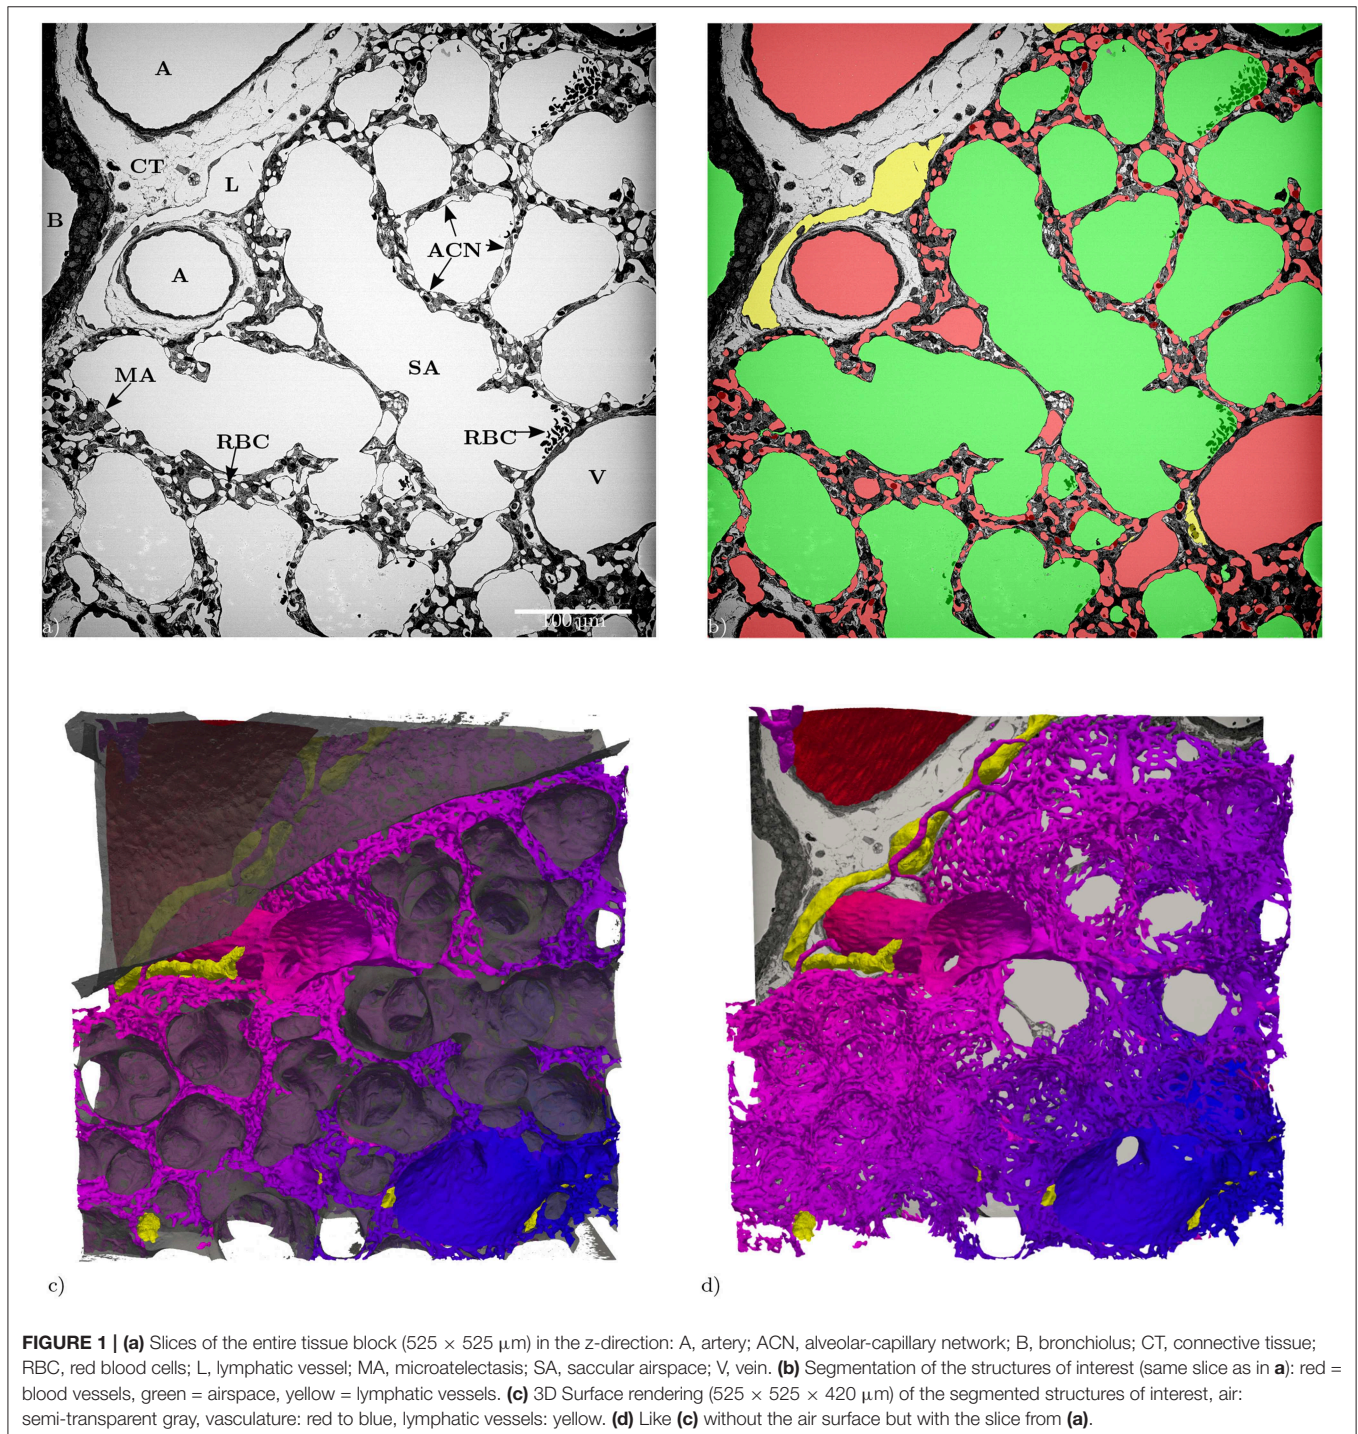 A
CT
L
B
ACN
A
SA
MA
RBC
RBC
V
100 μm
a)
b)
c)
d)
FIGURE 1 | (a) Slices of the entire tissue block (525 × 525 μm) in the z-direction: A, artery; ACN, alveolar-capillary network; B, bronchiolus; CT, connective tissue;
RBC, red blood cells; L, lymphatic vessel; MA, microatelectasis; SA, saccular airspace; V, vein. (b) Segmentation of the structures of interest (same slice as in a): red =
blood vessels, green = airspace, yellow = lymphatic vessels. (c) 3D Surface rendering (525 × 525 × 420 μm) of the segmented structures of interest, air:
semi-transparent gray, vasculature: red to blue, lymphatic vessels: yellow. (d) Like (c) without the air surface but with the slice from (a).